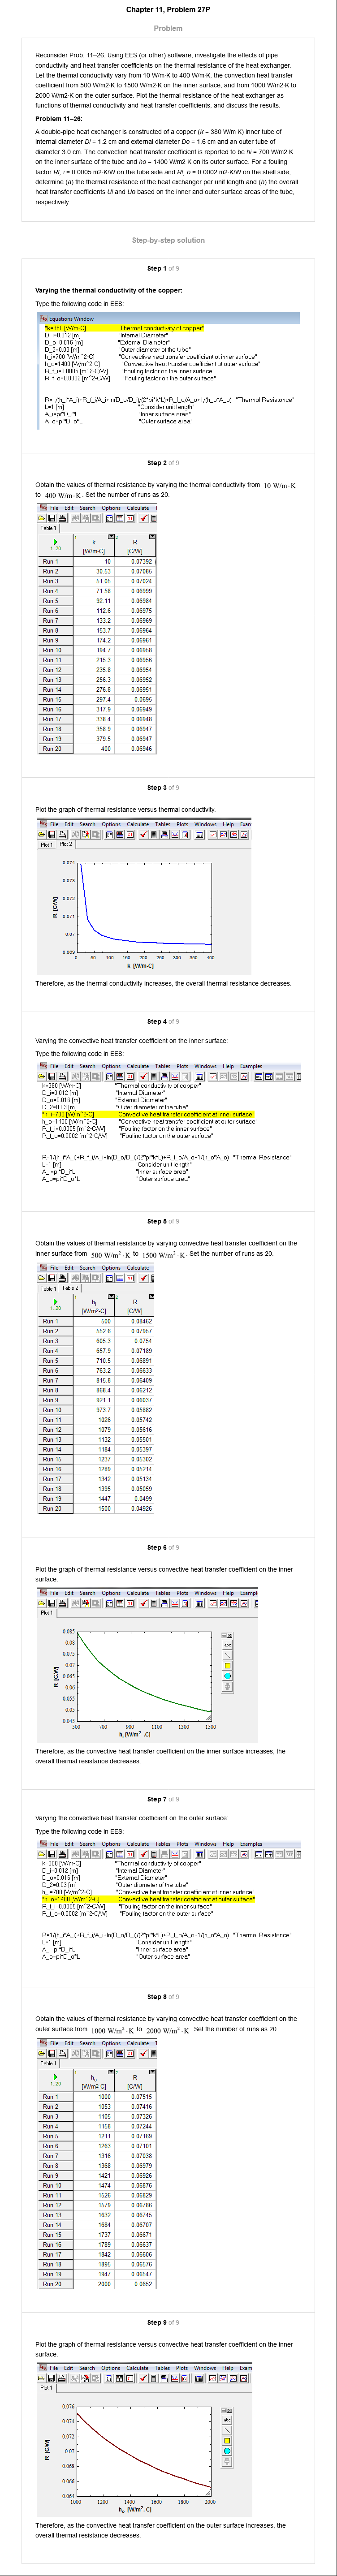 Chapter 11, Problem 27P
Problem
Reconsider Prob. 11–26. Using EES (or other) software, investigate the effects of pipe
conductivity and heat transfer coefficients on the thermal resistance of the heat exchanger.
Let the thermal conductivity vary from 10 W/m·K to 400 W/m·K, the convection heat transfer
coefficient from 500 W/m2·K to 1500 W/m2·K on the inner surface, and from 1000 W/m2·K to
2000 W/m2·K on the outer surface. Plot the thermal resistance of the heat exchanger as
functions of thermal conductivity and heat transfer coefficients, and discuss the results.
Problem 11–26:
A double-pipe heat exchanger is constructed of a copper (k = 380 W/m·K) inner tube of
internal diameter Di = 1.2 cm and external diameter Do = 1.6 cm and an outer tube of
diameter 3.0 cm. The convection heat transfer coefficient is reported to be hi = 700 W/m2·K
on the inner surface of the tube and ho = 1400 W/m2·K on its outer surface. For a fouling
factor Rf, i = 0.0005 m2·K/W on the tube side and Rf, o = 0.0002 m2·K/W on the shell side,
determine (a) the thermal resistance of the heat exchanger per unit length and (b) the overall
heat transfer coefficients Ui and Uo based on the inner and outer surface areas of the tube,
respectively.
Step-by-step solution
Step 1 of 9
Varying the thermal conductivity of the copper:
Type the following code in EES:
Equations Window
"k=380 [W/m-C] Thermal conductivity of copper"
D_i=0.012 [m] "Internal Diameter"
D_o=0.016 [m] "External Diameter"
D_2=0.03 [m] "Outer diameter of the tube"
h_i=700 [W/m^2-C] "Convective heat transfer coefficient at inner surface"
h_o=1400 [W/m^2-C] "Convective heat transfer coefficient at outer surface"
R_f_i=0.0005 [m^2-C/W] "Fouling factor on the inner surface"
R_f_o=0.0002 [m^2-C/W] "Fouling factor on the outer surface"
R=1/(h_i*A_i)+R_f_i/A_i+ln(D_o/D_i)/(2*pi*k*L)+R_f_o/A_o+1/(h_o*A_o) "Thermal Resistance"
L=1 [m] "Consider unit length"
A_i=pi*D_i*L "Inner surface area"
A_o=pi*D_o*L "Outer surface area"
Step 2 of 9
Obtain the values of thermal resistance by varying the thermal conductivity from 10 W/m·K
to 400 W/m·K. Set the number of runs as 20.
File Edit Search Options Calculate T
Table 1
1..20 k [W/m-C] R [C/W]
Run 1 10 0.07392
Run 2 30.53 0.07085
Run 3 51.05 0.07024
Run 4 71.58 0.06999
Run 5 92.11 0.06984
Run 6 112.6 0.06975
Run 7 133.2 0.06969
Run 8 153.7 0.06964
Run 9 174.2 0.06961
Run 10 194.7 0.06958
Run 11 215.3 0.06956
Run 12 235.8 0.06954
Run 13 256.3 0.06952
Run 14 276.8 0.06951
Run 15 297.4 0.0695
Run 16 317.9 0.06949
Run 17 338.4 0.06948
Run 18 358.9 0.06947
Run 19 379.5 0.06947
Run 20 400 0.06946
Step 3 of 9
Plot the graph of thermal resistance versus thermal conductivity.
File Edit Search Options Calculate Tables Plots Windows Help Exam
Plot 1 Plot 2
0.074
0.073
0.072
0.071
0.07
0.069
R [C/W]
0 50 100 150 200 250 300 350 400
k [W/m-C]
Therefore, as the thermal conductivity increases, the overall thermal resistance decreases.
Step 4 of 9
Varying the convective heat transfer coefficient on the inner surface:
Type the following code in EES:
File Edit Search Options Calculate Tables Plots Windows Help Examples
k=380 [W/m-C] "Thermal conductivity of copper"
D_i=0.012 [m] "Internal Diameter"
D_o=0.016 [m] "External Diameter"
D_2=0.03 [m] "Outer diameter of the tube"
"h_i=700 [W/m^2-C] Convective heat transfer coefficient at inner surface"
h_o=1400 [W/m^2-C] "Convective heat transfer coefficient at outer surface"
R_f_i=0.0005 [m^2-C/W] "Fouling factor on the inner surface"
R_f_o=0.0002 [m^2-C/W] "Fouling factor on the outer surface"
R=1/(h_i*A_i)+R_f_i/A_i+ln(D_o/D_i)/(2*pi*k*L)+R_f_o/A_o+1/(h_o*A_o) "Thermal Resistance"
L=1 [m] "Consider unit length"
A_i=pi*D_i*L "Inner surface area"
A_o=pi*D_o*L "Outer surface area"
Step 5 of 9
Obtain the values of thermal resistance by varying convective heat transfer coefficient on the
inner surface from 500 W/m²·K to 1500 W/m²·K. Set the number of runs as 20.
File Edit Search Options Calculate
Table 1 Table 2
1..20 hi [W/m2-C] R [C/W]
Run 1 500 0.08462
Run 2 552.6 0.07957
Run 3 605.3 0.0754
Run 4 657.9 0.07189
Run 5 710.5 0.06891
Run 6 763.2 0.06633
Run 7 815.8 0.06409
Run 8 868.4 0.06212
Run 9 921.1 0.06037
Run 10 973.7 0.05882
Run 11 1026 0.05742
Run 12 1079 0.05616
Run 13 1132 0.05501
Run 14 1184 0.05397
Run 15 1237 0.05302
Run 16 1289 0.05214
Run 17 1342 0.05134
Run 18 1395 0.05059
Run 19 1447 0.0499
Run 20 1500 0.04926
Step 6 of 9
Plot the graph of thermal resistance versus convective heat transfer coefficient on the inner
surface.
File Edit Search Options Calculate Tables Plots Windows Help Exampl
Plot 1
0.085
0.08
0.075
0.07
0.065
0.06
0.055
0.05
0.045
R [C/W]
500 700 900 1100 1300 1500
hi [W/m² .C]
abc
Therefore, as the convective heat transfer coefficient on the inner surface increases, the
overall thermal resistance decreases.
Step 7 of 9
Varying the convective heat transfer coefficient on the outer surface:
Type the following code in EES:
File Edit Search Options Calculate Tables Plots Windows Help Examples
k=380 [W/m-C] "Thermal conductivity of copper"
D_i=0.012 [m] "Internal Diameter"
D_o=0.016 [m] "External Diameter"
D_2=0.03 [m] "Outer diameter of the tube"
h_i=700 [W/m^2-C] "Convective heat transfer coefficient at inner surface"
"h_o=1400 [W/m^2-C] Convective heat transfer coefficient at outer surface"
R_f_i=0.0005 [m^2-C/W] "Fouling factor on the inner surface"
R_f_o=0.0002 [m^2-C/W] "Fouling factor on the outer surface"
R=1/(h_i*A_i)+R_f_i/A_i+ln(D_o/D_i)/(2*pi*k*L)+R_f_o/A_o+1/(h_o*A_o) "Thermal Resistance"
L=1 [m] "Consider unit length"
A_i=pi*D_i*L "Inner surface area"
A_o=pi*D_o*L "Outer surface area"
Step 8 of 9
Obtain the values of thermal resistance by varying convective heat transfer coefficient on the
outer surface from 1000 W/m²·K to 2000 W/m²·K. Set the number of runs as 20.
File Edit Search Options Calculate T
Table 1
1..20 ho [W/m2-C] R [C/W]
Run 1 1000 0.07515
Run 2 1053 0.07416
Run 3 1105 0.07326
Run 4 1158 0.07244
Run 5 1211 0.07169
Run 6 1263 0.07101
Run 7 1316 0.07038
Run 8 1368 0.06979
Run 9 1421 0.06926
Run 10 1474 0.06876
Run 11 1526 0.06829
Run 12 1579 0.06786
Run 13 1632 0.06745
Run 14 1684 0.06707
Run 15 1737 0.06671
Run 16 1789 0.06637
Run 17 1842 0.06606
Run 18 1895 0.06576
Run 19 1947 0.06547
Run 20 2000 0.0652
Step 9 of 9
Plot the graph of thermal resistance versus convective heat transfer coefficient on the inner
surface.
File Edit Search Options Calculate Tables Plots Windows Help Exam
Plot 1
0.076
0.074
0.072
0.07
0.068
0.066
0.064
R [C/W]
1000 1200 1400 1600 1800 2000
ho [W/m². C]
abc
Therefore, as the convective heat transfer coefficient on the outer surface increases, the
overall thermal resistance decreases.